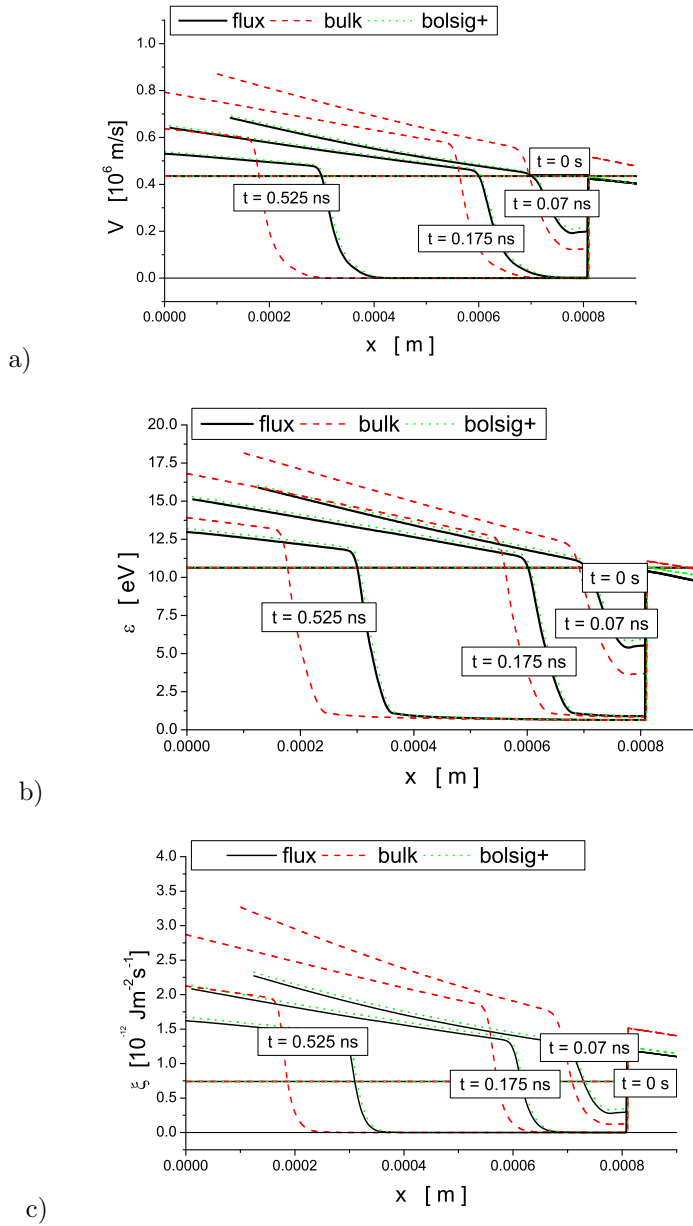 flux bulk bolsig+
1.0
0.8
0.6
0.4
0.2
0.0
V [10⁶ m/s]
t = 0 s
t = 0.07 ns
t = 0.525 ns
t = 0.175 ns
0.0000 0.0002 0.0004 0.0006 0.0008
x [ m ]
a)
flux bulk bolsig+
20.0
17.5
15.0
12.5
10.0
7.5
5.0
2.5
0.0
ε [ eV]
t = 0 s
t = 0.07 ns
t = 0.525 ns
t = 0.175 ns
0.0000 0.0002 0.0004 0.0006 0.0008
x [ m ]
b)
flux bulk bolsig+
4.0
3.5
3.0
2.5
2.0
1.5
1.0
0.5
0.0
ξ [10⁻¹² Jm⁻²s⁻¹]
t = 0.525 ns
t = 0.07 ns
t = 0.175 ns
t = 0 s
0.0000 0.0002 0.0004 0.0006 0.0008
x [ m ]
c)